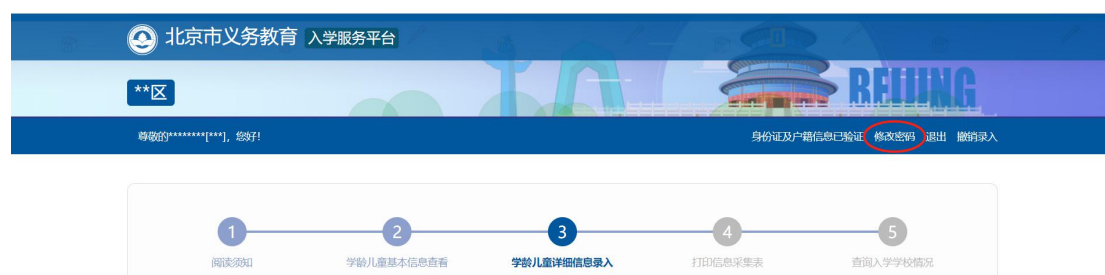 北京市义务教育 入学服务平台
**区
BEIJING
尊敬的********[***]，您好！ 身份证及户籍信息已验证 修改密码 退出 撤销录入
1 2 3 4 5
阅读须知 学龄儿童基本信息查看 学龄儿童详细信息录入 打印信息采集表 查询入学学校情况